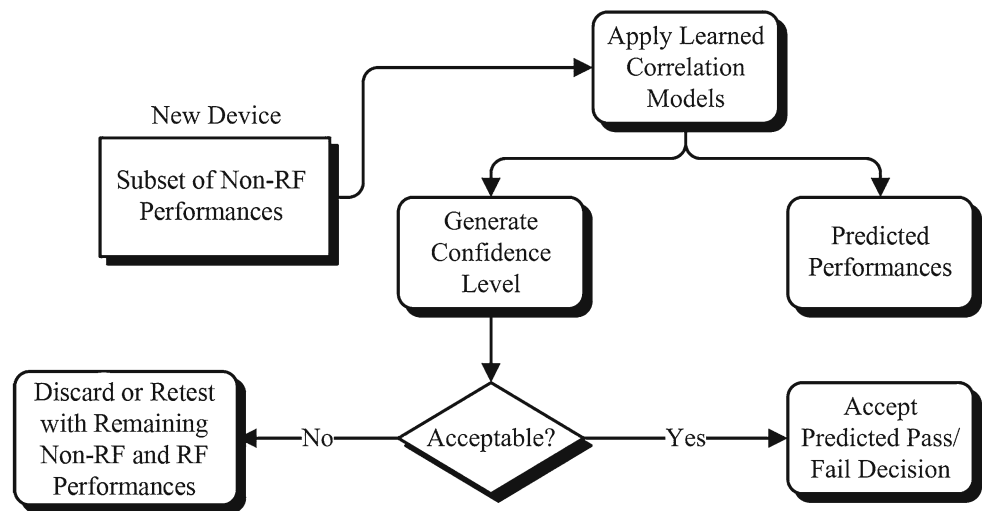 Apply Learned
Correlation
Models
New Device
Subset of Non-RF
Performances
Generate
Confidence
Level
Predicted
Performances
Discard or Retest
with Remaining
Non-RF and RF
Performances
No
Acceptable?
Yes
Accept
Predicted Pass/
Fail Decision